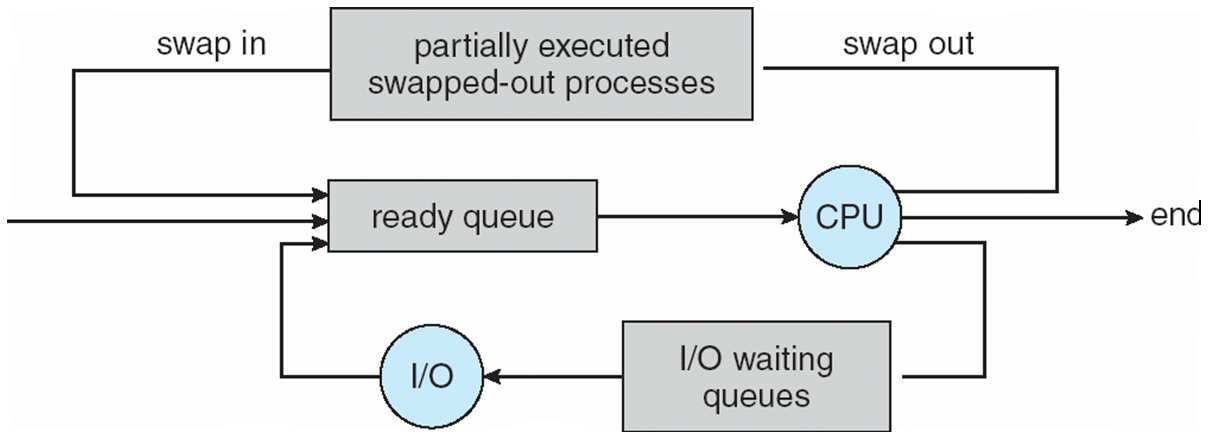 swap in
partially executed
swapped-out processes
swap out
ready queue
CPU
end
I/O
I/O waiting
queues